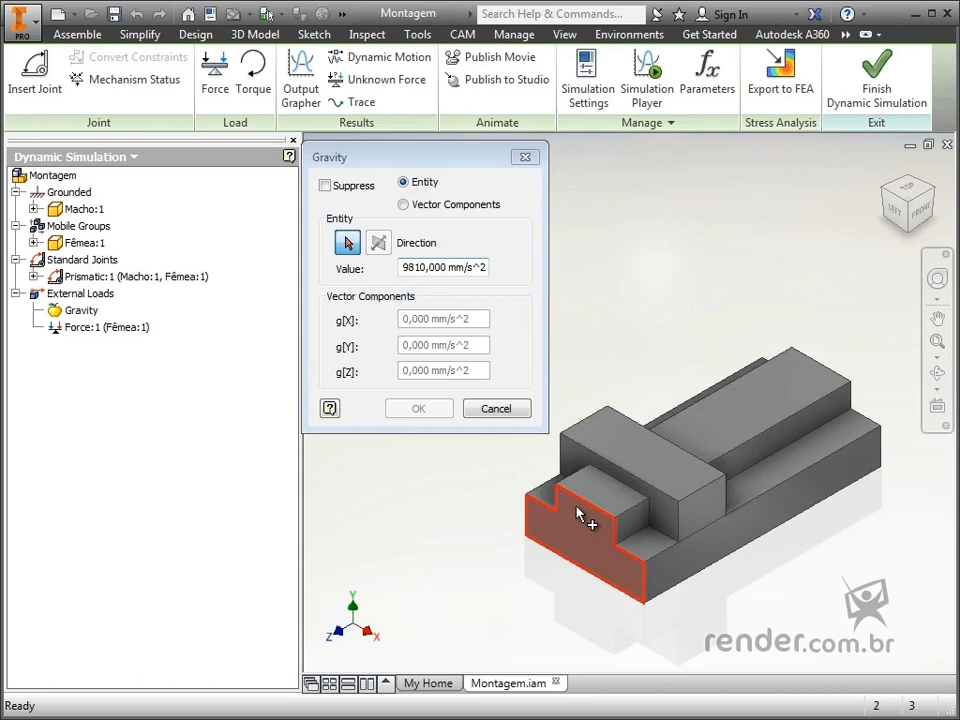 Montagem
Search Help & Commands...
Sign In
PRO
Assemble
Simplify
Design
3D Model
Sketch
Inspect
Tools
CAM
Manage
View
Environments
Get Started
Autodesk A360
Insert Joint
Convert Constraints
Mechanism Status
Joint
Force
Torque
Load
Output
Grapher
Dynamic Motion
Unknown Force
Trace
Results
Publish Movie
Publish to Studio
Animate
Simulation
Settings
Simulation
Player
fx
Parameters
Manage
Export to FEA
Stress Analysis
Finish
Dynamic Simulation
Exit
Dynamic Simulation
Montagem
Grounded
Macho:1
Mobile Groups
Fêmea:1
Standard Joints
Prismatic:1 (Macho:1, Fêmea:1)
External Loads
Gravity
Force:1 (Fêmea:1)
Gravity
Suppress
Entity
Vector Components
Entity
Direction
Value:
9810,000 mm/s^2
Vector Components
g[X]:
0,000 mm/s^2
g[Y]:
0,000 mm/s^2
g[Z]:
0,000 mm/s^2
OK
Cancel
TOP
LEFT
FRONT
Y
Z
X
render.com.br
My Home
Montagem.iam
Ready
2
3